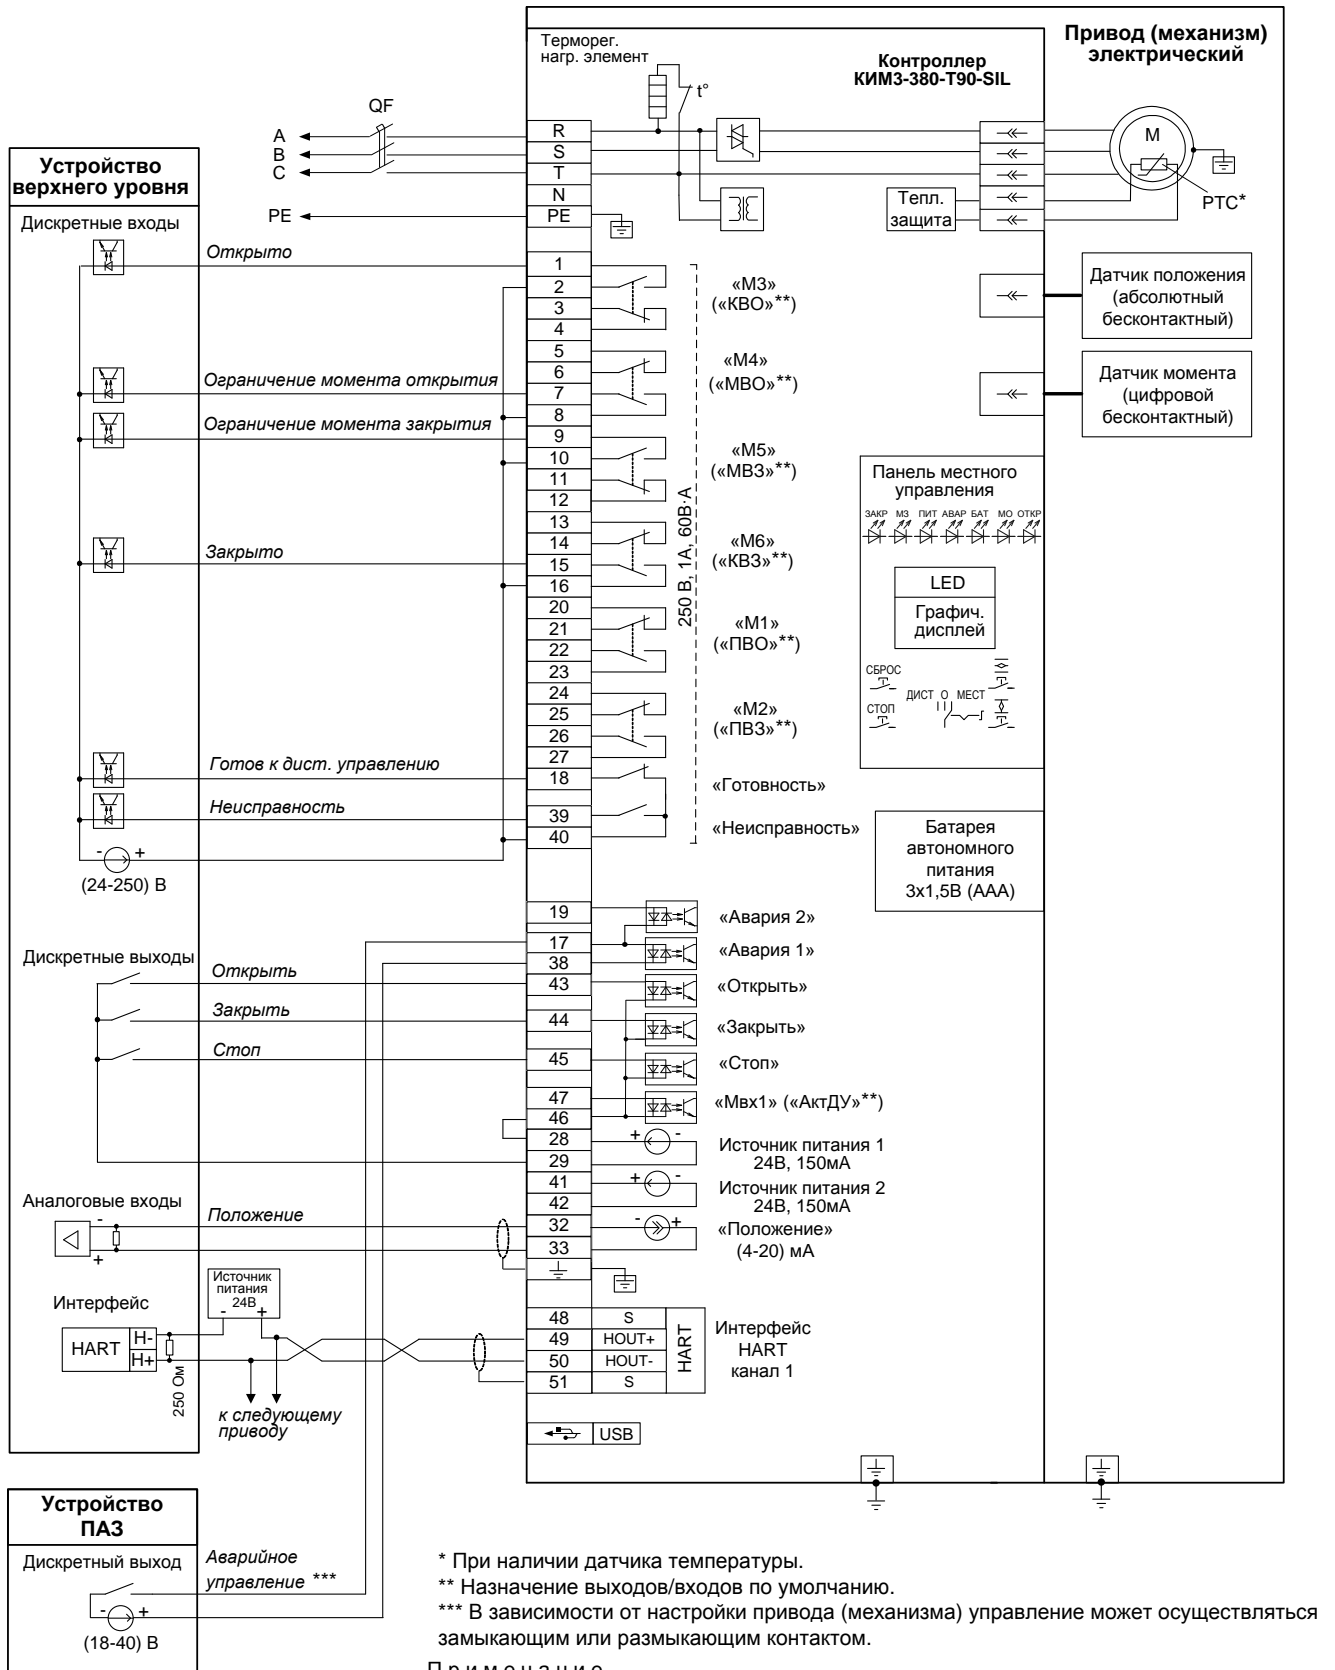 Привод (механизм)
электрический
Терморег.
нагр. элемент
Контроллер
КИМ3-380-Т90-SIL
t°
QF
A
B
C
PE
R
S
T
N
PE
M
PTC*
Тепл.
защита
Устройство
верхнего уровня
Дискретные входы
Открыто
1
2
3
4
«М3»
(«КВО»**)
Датчик положения
(абсолютный
бесконтактный)
Ограничение момента открытия
5
6
7
8
«М4»
(«МВО»**)
Датчик момента
(цифровой
бесконтактный)
Ограничение момента закрытия
9
10
11
12
«М5»
(«МВЗ»**)
Закрыто
13
14
15
16
«М6»
(«КВЗ»**)
20
21
22
23
«М1»
(«ПВО»**)
24
25
26
27
«М2»
(«ПВЗ»**)
250 В, 1А, 60В·А
Панель местного
управления
ЗАКР МЗ ПИТ АВАР БАТ МО ОТКР
LED
Графич.
дисплей
СБРОС
ДИСТ О МЕСТ
СТОП
Готов к дист. управлению
18
«Готовность»
Неисправность
39
40
«Неисправность»
- +
(24-250) В
Батарея
автономного
питания
3х1,5В (ААА)
19
«Авария 2»
17
38
«Авария 1»
Дискретные выходы
Открыть
43
«Открыть»
Закрыть
44
«Закрыть»
Стоп
45
«Стоп»
47
46
«Мвх1» («АктДУ»**)
28
29
+ -
Источник питания 1
24В, 150мА
41
42
+ -
Источник питания 2
24В, 150мА
Аналоговые входы
-
+
Положение
32
33
- +
«Положение»
(4-20) мА
Интерфейс
HART
H-
H+
250 Ом
Источник
питания
24В
- +
к следующему
приводу
48 S
49 HOUT+
50 HOUT-
51 S
HART
Интерфейс
HART
канал 1
USB
Устройство
ПАЗ
Дискретный выход
Аварийное
управление ***
- +
(18-40) В
* При наличии датчика температуры.
** Назначение выходов/входов по умолчанию.
*** В зависимости от настройки привода (механизма) управление может осуществляться
замыкающим или размыкающим контактом.
П р и м е ч а н и е